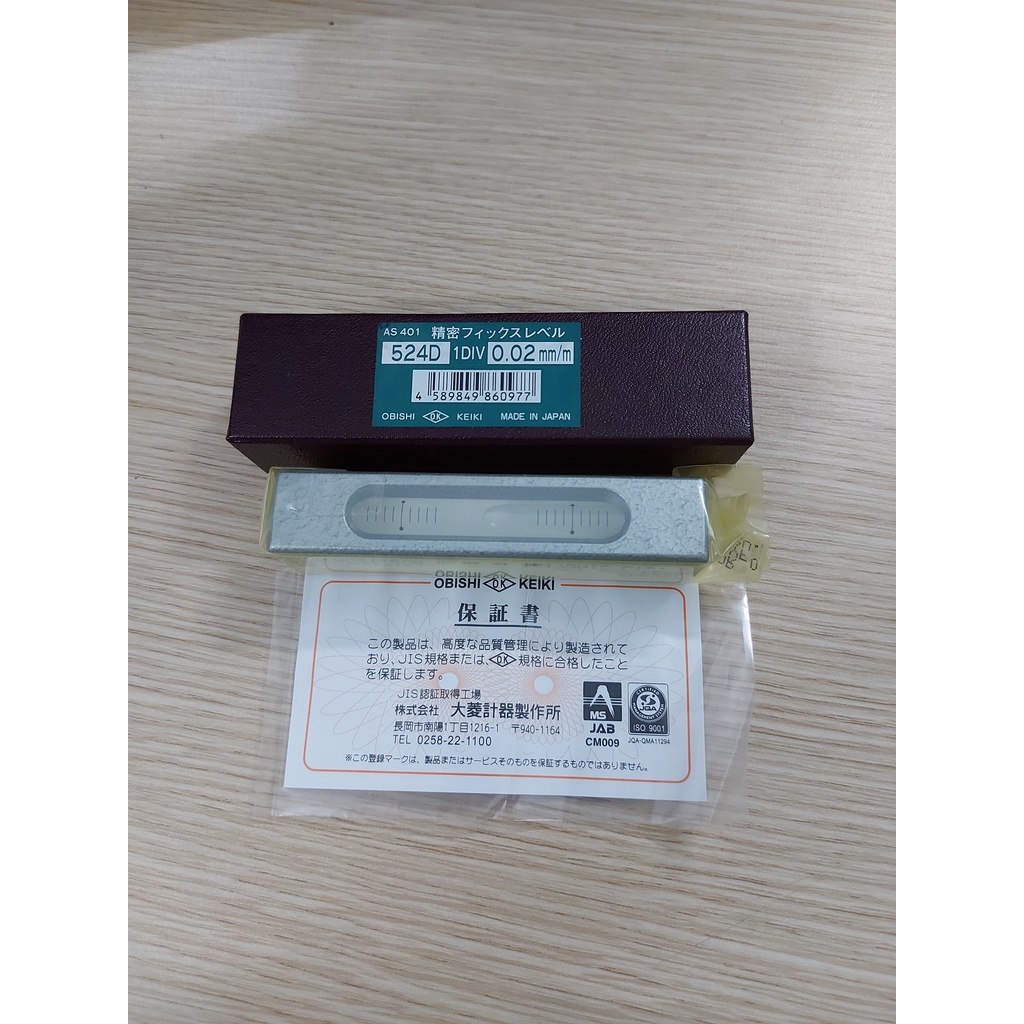 AS 401 精密フィックスレベル
524D 1DIV 0.02 mm/m
4 589849 860977
OBISHI OK KEIKI MADE IN JAPAN
OBISHI OK KEIKI
保証書
この製品は、高度な品質管理により製造されて
おり、JIS規格または、OK規格に合格したこと
を保証します。
JIS認証取得工場
株式会社 大菱計器製作所
長岡市南陽1丁目1216-1 〒940-1164
TEL 0258-22-1100
A
MS
JAB
CM009
JQA
ISO 9001
JQA-QMA11294
※この登録マークは、製品またはサービスそのものを保証するものではありません。